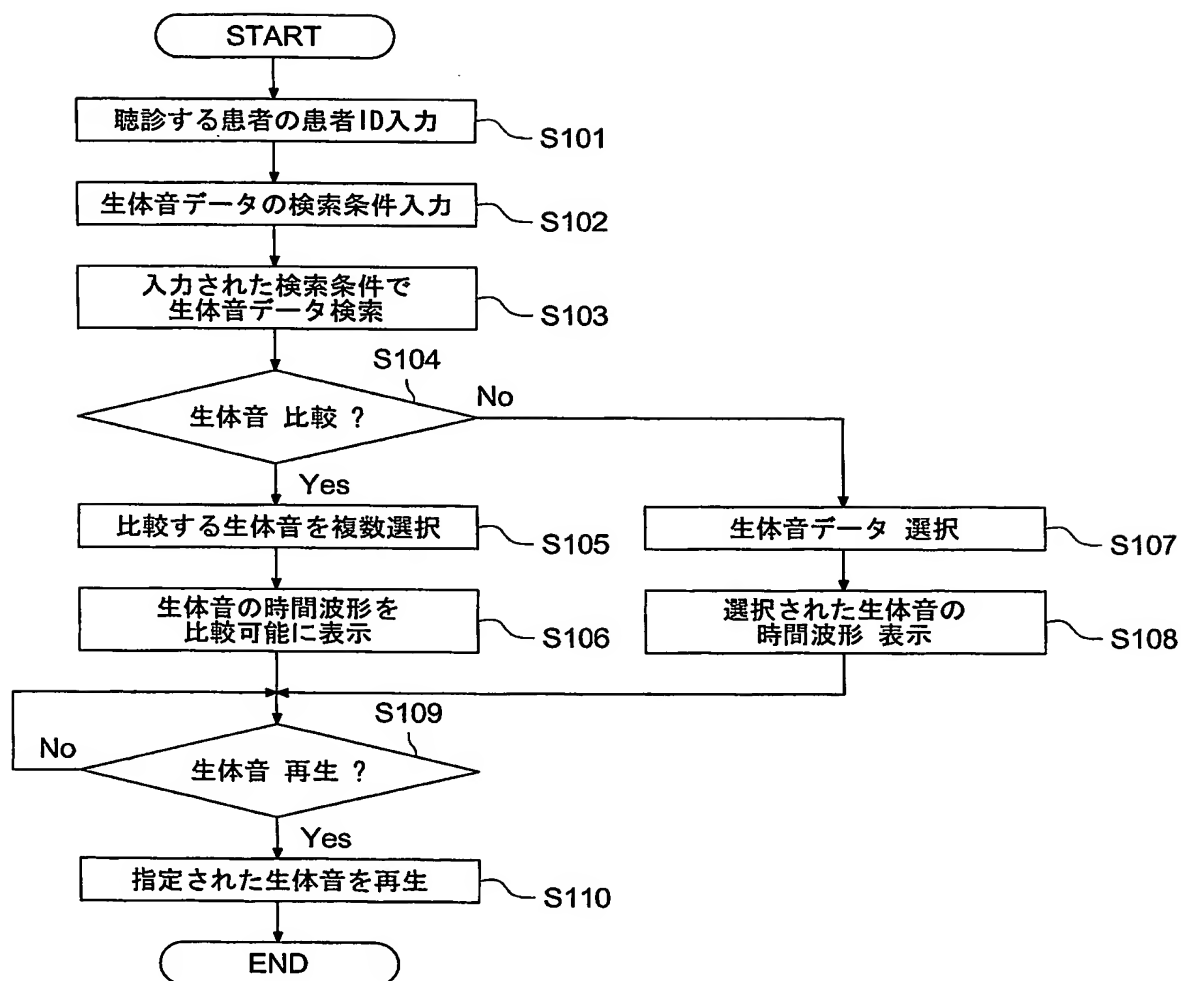 START
聴診する患者の患者ID入力
S101
生体音データの検索条件入力
S102
入力された検索条件で
生体音データ検索
S103
S104
生体音 比較 ?
No
Yes
比較する生体音を複数選択
S105
生体音データ 選択
S107
生体音の時間波形を
比較可能に表示
S106
選択された生体音の
時間波形 表示
S108
S109
No
生体音 再生 ?
Yes
指定された生体音を再生
S110
END